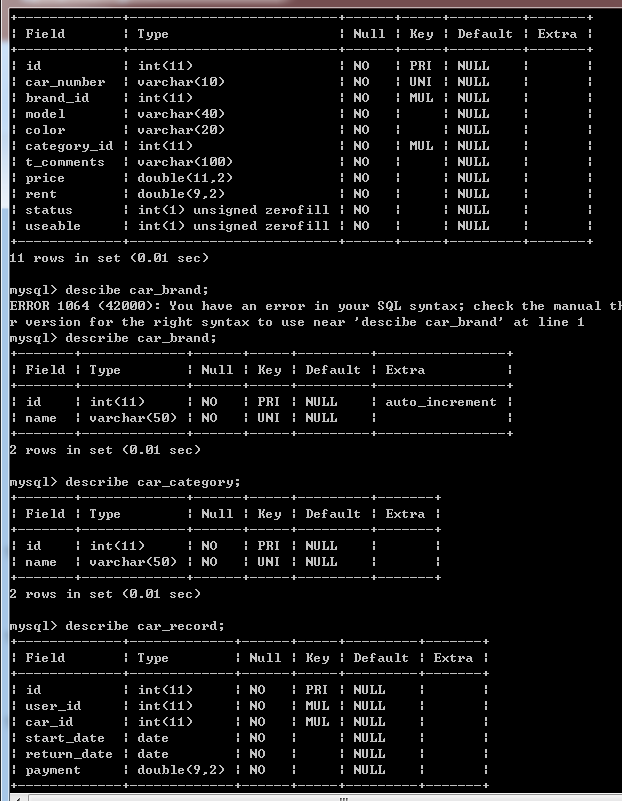 +-------------+--------------------------+------+-----+---------+-------+
¦ Field       ¦ Type                     ¦ Null ¦ Key ¦ Default ¦ Extra ¦
+-------------+--------------------------+------+-----+---------+-------+
¦ id          ¦ int(11)                  ¦ NO   ¦ PRI ¦ NULL    ¦       ¦
¦ car_number  ¦ varchar(10)              ¦ NO   ¦ UNI ¦ NULL    ¦       ¦
¦ brand_id    ¦ int(11)                  ¦ NO   ¦ MUL ¦ NULL    ¦       ¦
¦ model       ¦ varchar(40)              ¦ NO   ¦     ¦ NULL    ¦       ¦
¦ color       ¦ varchar(20)              ¦ NO   ¦     ¦ NULL    ¦       ¦
¦ category_id ¦ int(11)                  ¦ NO   ¦ MUL ¦ NULL    ¦       ¦
¦ t_comments  ¦ varchar(100)             ¦ NO   ¦     ¦ NULL    ¦       ¦
¦ price       ¦ double(11,2)             ¦ NO   ¦     ¦ NULL    ¦       ¦
¦ rent        ¦ double(9,2)              ¦ NO   ¦     ¦ NULL    ¦       ¦
¦ status      ¦ int(1) unsigned zerofill ¦ NO   ¦     ¦ NULL    ¦       ¦
¦ useable     ¦ int(1) unsigned zerofill ¦ NO   ¦     ¦ NULL    ¦       ¦
+-------------+--------------------------+------+-----+---------+-------+
11 rows in set (0.01 sec)
mysql> descibe car_brand;
ERROR 1064 (42000): You have an error in your SQL syntax; check the manual th
r version for the right syntax to use near 'descibe car_brand' at line 1
mysql> describe car_brand;
+-------+-------------+------+-----+---------+----------------+
¦ Field ¦ Type        ¦ Null ¦ Key ¦ Default ¦ Extra          ¦
+-------+-------------+------+-----+---------+----------------+
¦ id    ¦ int(11)     ¦ NO   ¦ PRI ¦ NULL    ¦ auto_increment ¦
¦ name  ¦ varchar(50) ¦ NO   ¦ UNI ¦ NULL    ¦                ¦
+-------+-------------+------+-----+---------+----------------+
2 rows in set (0.01 sec)
mysql> describe car_category;
+-------+-------------+------+-----+---------+-------+
¦ Field ¦ Type        ¦ Null ¦ Key ¦ Default ¦ Extra ¦
+-------+-------------+------+-----+---------+-------+
¦ id    ¦ int(11)     ¦ NO   ¦ PRI ¦ NULL    ¦       ¦
¦ name  ¦ varchar(50) ¦ NO   ¦ UNI ¦ NULL    ¦       ¦
+-------+-------------+------+-----+---------+-------+
2 rows in set (0.01 sec)
mysql> describe car_record;
+-------------+-------------+------+-----+---------+-------+
¦ Field       ¦ Type        ¦ Null ¦ Key ¦ Default ¦ Extra ¦
+-------------+-------------+------+-----+---------+-------+
¦ id          ¦ int(11)     ¦ NO   ¦ PRI ¦ NULL    ¦       ¦
¦ user_id     ¦ int(11)     ¦ NO   ¦ MUL ¦ NULL    ¦       ¦
¦ car_id      ¦ int(11)     ¦ NO   ¦ MUL ¦ NULL    ¦       ¦
¦ start_date  ¦ date        ¦ NO   ¦     ¦ NULL    ¦       ¦
¦ return_date ¦ date        ¦ NO   ¦     ¦ NULL    ¦       ¦
¦ payment     ¦ double(9,2) ¦ NO   ¦     ¦ NULL    ¦       ¦
+-------------+-------------+------+-----+---------+-------+